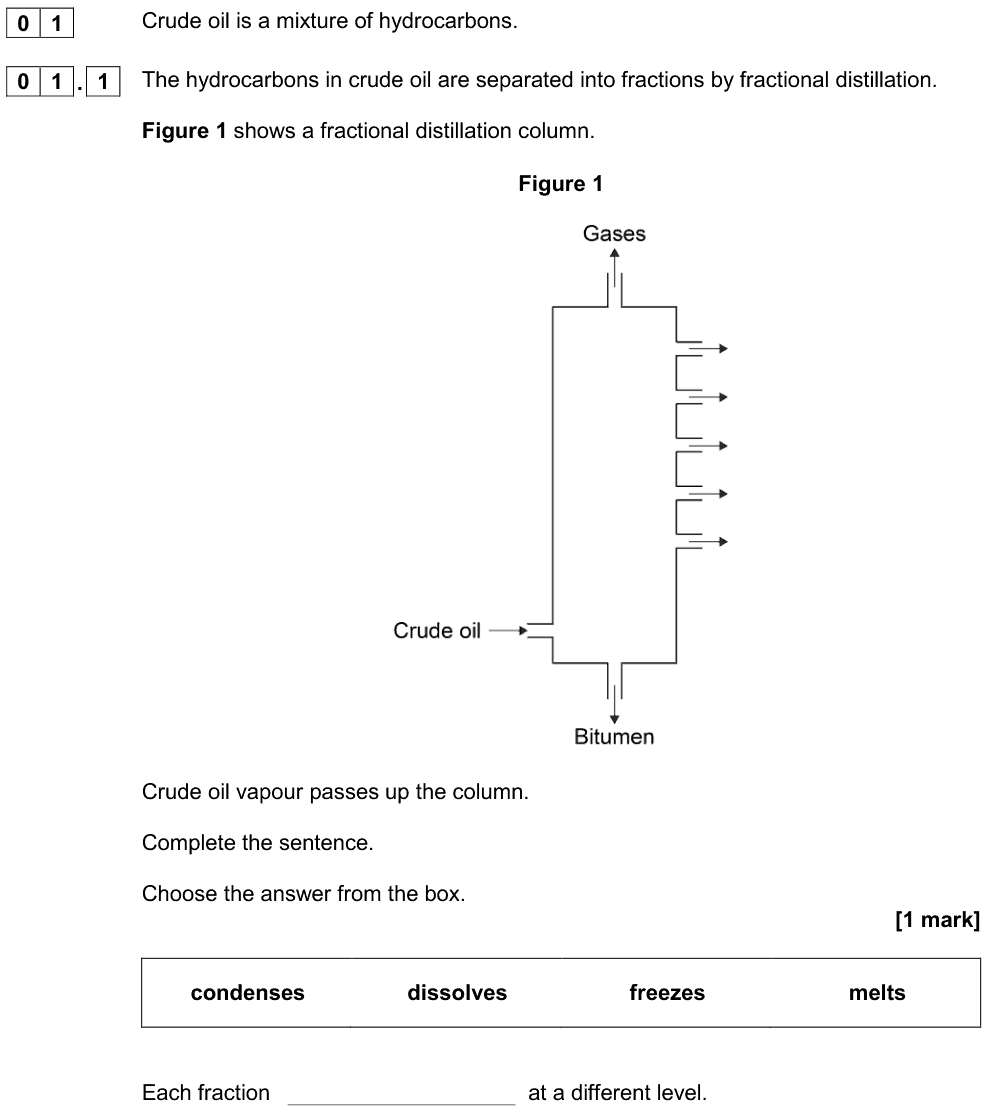 0 1 Crude oil is a mixture of hydrocarbons.
0 1 . 1 The hydrocarbons in crude oil are separated into fractions by fractional distillation.
Figure 1 shows a fractional distillation column.
Figure 1
Gases
Crude oil
Bitumen
Crude oil vapour passes up the column.
Complete the sentence.
Choose the answer from the box.
[1 mark]
condenses dissolves freezes melts
Each fraction ____________________ at a different level.